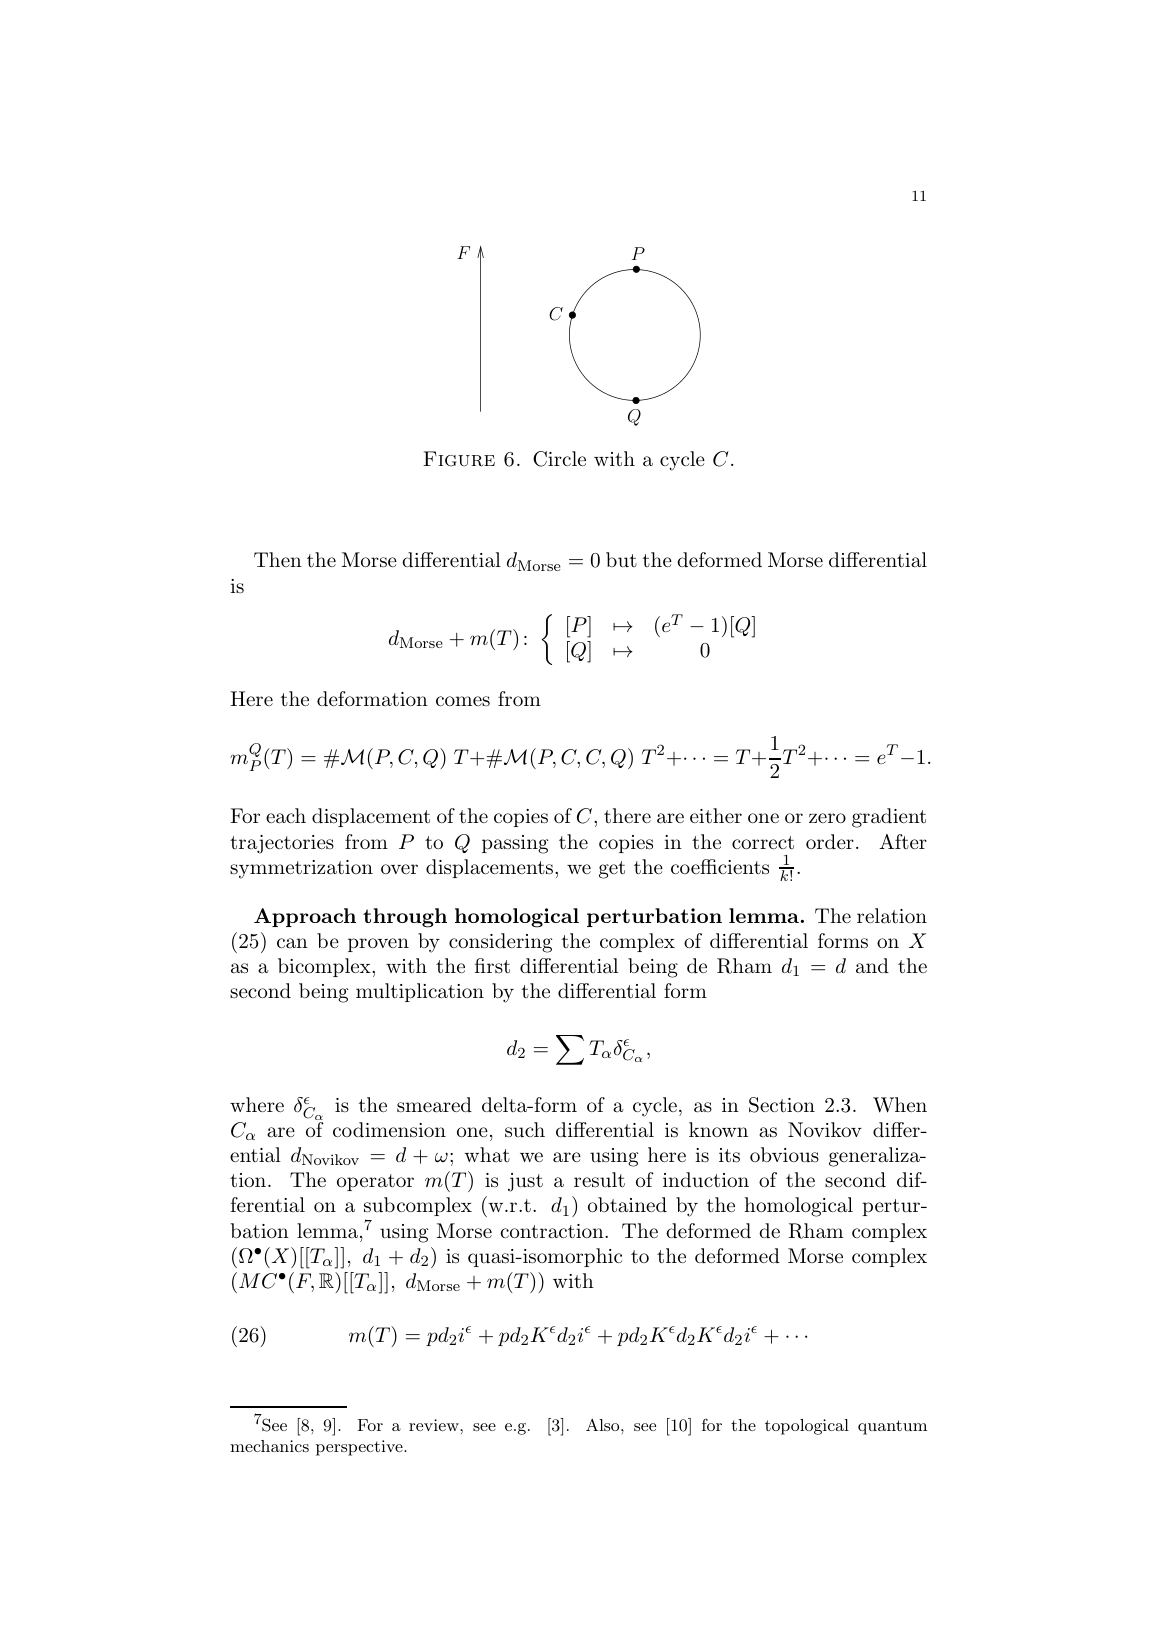 11
F
P
C
Q
FIGURE 6. Circle with a cycle C.
Then the Morse differential d_Morse = 0 but the deformed Morse differential
is
d_Morse + m(T): { [P] ↦ (e^T − 1)[Q]
[Q] ↦ 0
Here the deformation comes from
m_P^Q(T) = #ℳ(P, C, Q) T+#ℳ(P, C, C, Q) T^2+··· = T+\frac{1}{2}T^2+··· = e^T−1.
For each displacement of the copies of C, there are either one or zero gradient
trajectories from P to Q passing the copies in the correct order. After
symmetrization over displacements, we get the coefficients \frac{1}{k!}.
Approach through homological perturbation lemma. The relation
(25) can be proven by considering the complex of differential forms on X
as a bicomplex, with the first differential being de Rham d_1 = d and the
second being multiplication by the differential form
d_2 = ∑ T_α δ^ϵ_{C_α},
where δ^ϵ_{C_α} is the smeared delta-form of a cycle, as in Section 2.3. When
C_α are of codimension one, such differential is known as Novikov differ-
ential d_Novikov = d + ω; what we are using here is its obvious generaliza-
tion. The operator m(T) is just a result of induction of the second dif-
ferential on a subcomplex (w.r.t. d_1) obtained by the homological pertur-
bation lemma,^7 using Morse contraction. The deformed de Rham complex
(Ω^•(X)[[T_α]], d_1 + d_2) is quasi-isomorphic to the deformed Morse complex
(MC^•(F, ℝ)[[T_α]], d_Morse + m(T)) with
(26) m(T) = pd_2i^ϵ + pd_2K^ϵd_2i^ϵ + pd_2K^ϵd_2K^ϵd_2i^ϵ + ···
^7See [8, 9]. For a review, see e.g. [3]. Also, see [10] for the topological quantum
mechanics perspective.